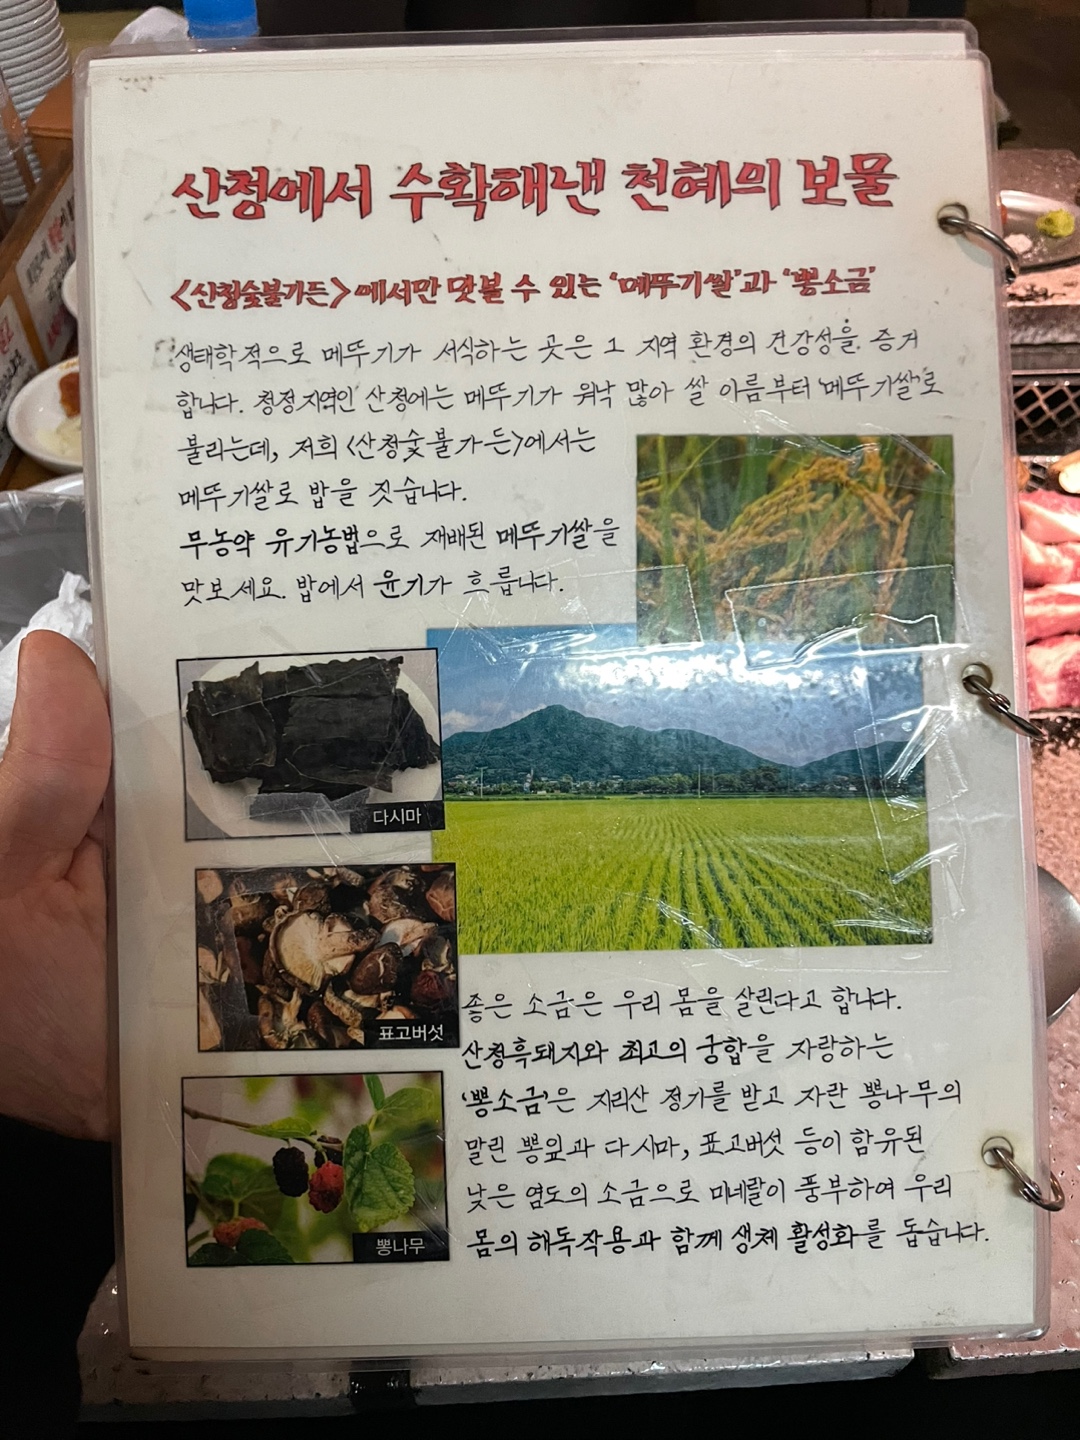 산청에서 수확해낸 천혜의 보물
<산청숯불가든>에서만 맛볼 수 있는 '메뚜기쌀'과 '뽕소금'
생태학적으로 메뚜기가 서식하는 곳은 그 지역 환경의 건강성을 증거
합니다. 청정지역인 산청에는 메뚜기가 워낙 많아 쌀 이름부터 '메뚜기쌀'로
불리는데, 저희 <산청숯불가든>에서는
메뚜기쌀로 밥을 짓습니다.
무농약 유기농법으로 재배된 메뚜기쌀을
맛보세요. 밥에서 윤기가 흐릅니다.
다시마
표고버섯
뽕나무
좋은 소금은 우리 몸을 살린다고 합니다.
산청흑돼지와 최고의 궁합을 자랑하는
'뽕소금'은 지리산 정기를 받고 자란 뽕나무의
말린 뽕잎과 다시마, 표고버섯 등이 함유된
낮은 염도의 소금으로 미네랄이 풍부하여 우리
몸의 해독작용과 함께 생체 활성화를 돕습니다.